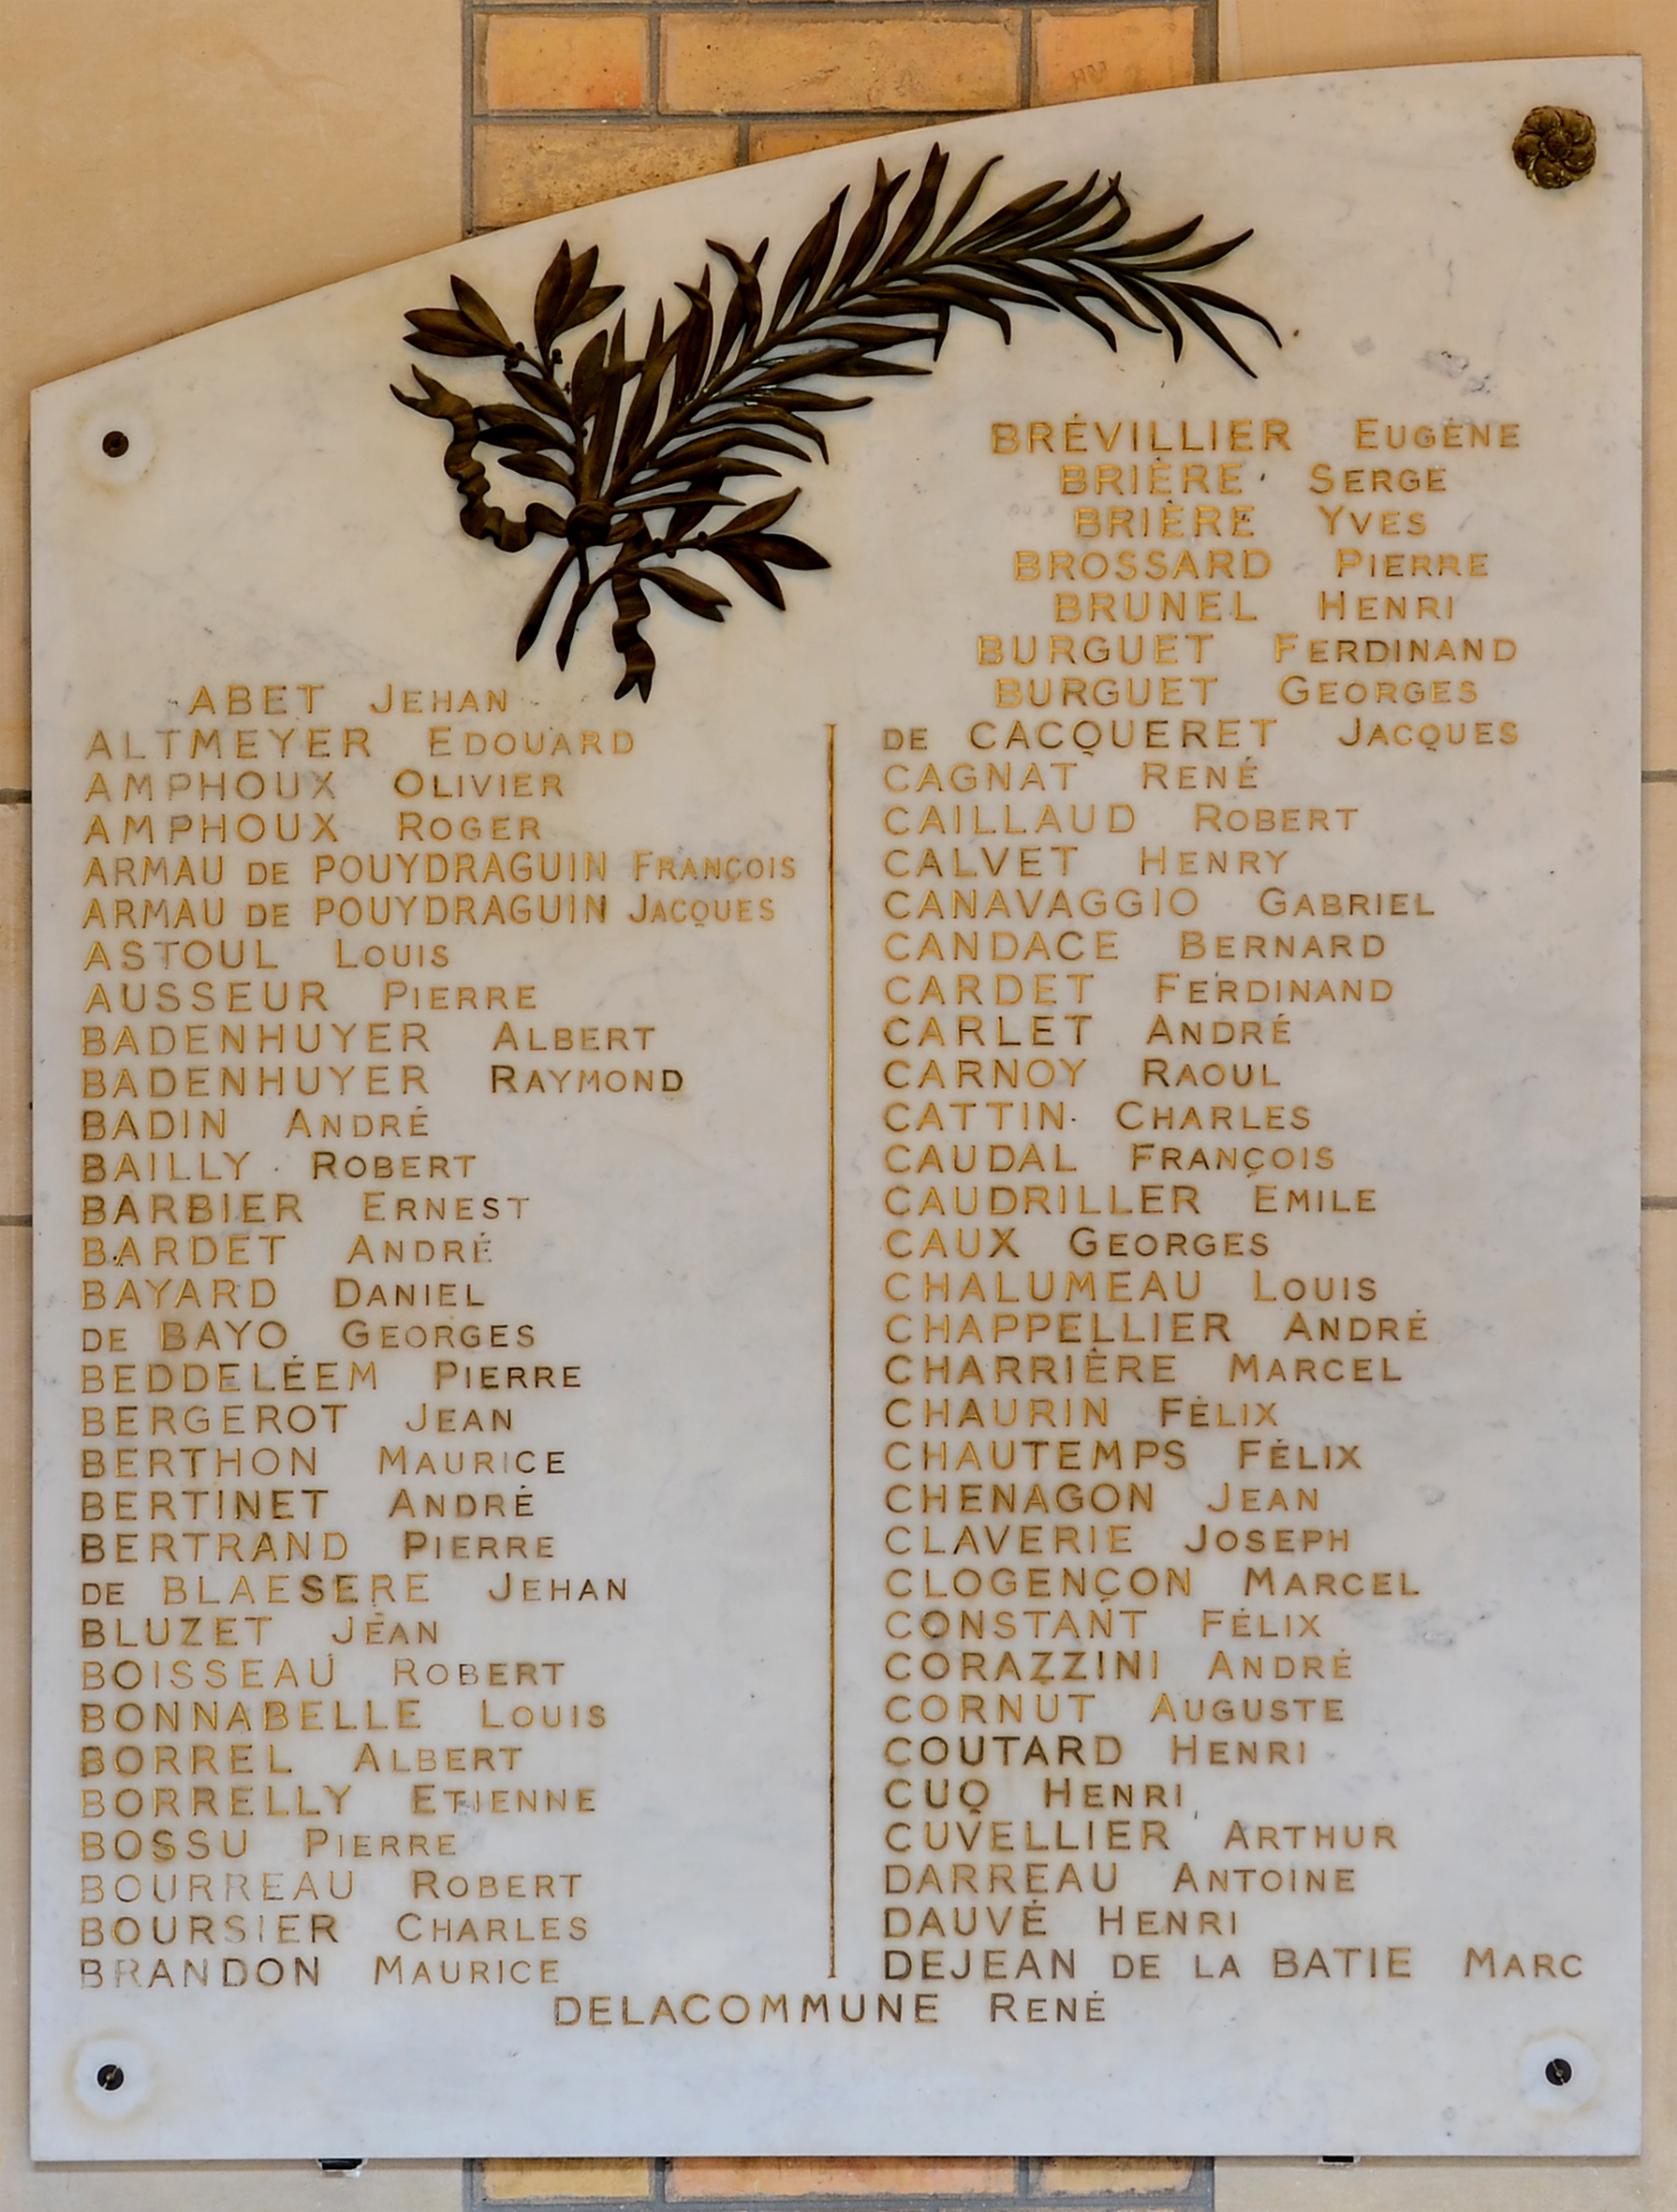 ABET JEHAN
ALTMEYER EDOUARD
AMPHOUX OLIVIER
AMPHOUX ROGER
ARMAU DE POUYDRAGUIN FRANÇOIS
ARMAU DE POUYDRAGUIN JACQUES
ASTOUL LOUIS
AUSSEUR PIERRE
BADENHUYER ALBERT
BADENHUYER RAYMOND
BADIN ANDRÉ
BAILLY ROBERT
BARBIER ERNEST
BARDET ANDRÉ
BAYARD DANIEL
DE BAYO GEORGES
BEDDELÉEM PIERRE
BERGEROT JEAN
BERTHON MAURICE
BERTINET ANDRÉ
BERTRAND PIERRE
DE BLAESERE JEHAN
BLUZET JEAN
BOISSEAU ROBERT
BONNABELLE LOUIS
BORREL ALBERT
BORRELLY ETIENNE
BOSSU PIERRE
BOURREAU ROBERT
BOURSIER CHARLES
BRANDON MAURICE
BRÉVILLIER EUGÈNE
BRIÈRE SERGE
BRIÈRE YVES
BROSSARD PIERRE
BRUNEL HENRI
BURGUET FERDINAND
BURGUET GEORGES
DE CACQUERET JACQUES
CAGNAT RENÉ
CAILLAUD ROBERT
CALVET HENRY
CANAVAGGIO GABRIEL
CANDACE BERNARD
CARDET FERDINAND
CARLET ANDRÉ
CARNOY RAOUL
CATTIN CHARLES
CAUDAL FRANÇOIS
CAUDRILLER EMILE
CAUX GEORGES
CHALUMEAU LOUIS
CHAPPELLIER ANDRÉ
CHARRIÈRE MARCEL
CHAURIN FÉLIX
CHAUTEMPS FÉLIX
CHENAGON JEAN
CLAVERIE JOSEPH
CLOGENÇON MARCEL
CONSTANT FÉLIX
CORAZZINI ANDRÉ
CORNUT AUGUSTE
COUTARD HENRI
CUQ HENRI
CUVELLIER ARTHUR
DARREAU ANTOINE
DAUVÉ HENRI
DEJEAN DE LA BATIE MARC
DELACOMMUNE RENÉ